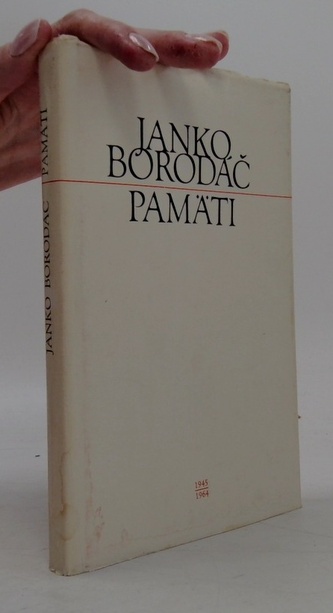 JANKO
BORODÁČ
PAMÄTI
JANKO BORODÁČ PAMÄTI
1945
1964